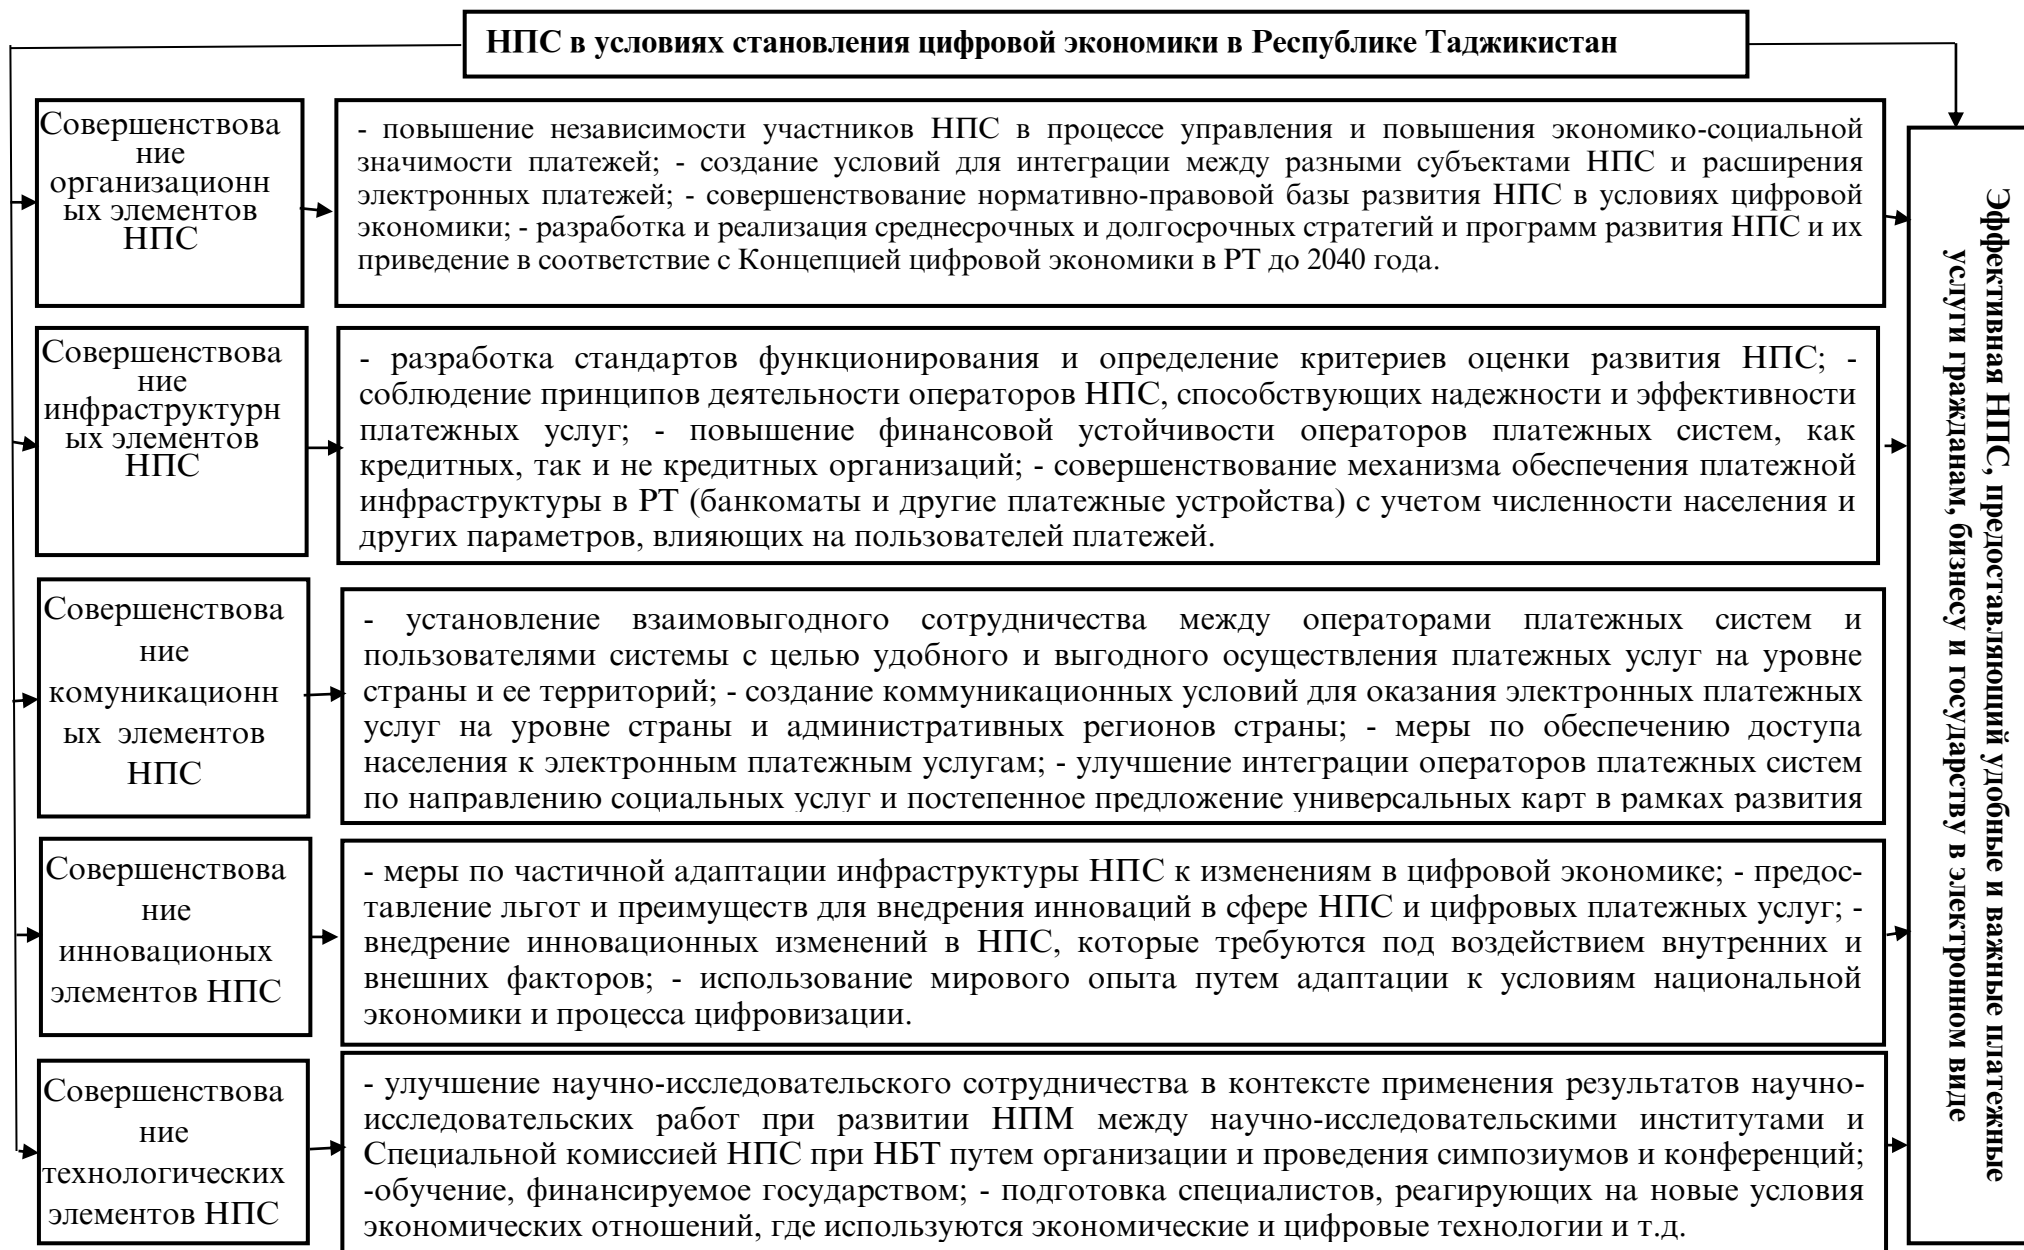 НПС в условиях становления цифровой экономики в Республике Таджикистан
Совершенствова
ние
организационн
ых элементов
НПС
- повышение независимости участников НПС в процессе управления и повышения экономико-социальной
значимости платежей; - создание условий для интеграции между разными субъектами НПС и расширения
электронных платежей; - совершенствование нормативно-правовой базы развития НПС в условиях цифровой
экономики; - разработка и реализация среднесрочных и долгосрочных стратегий и программ развития НПС и их
приведение в соответствие с Концепцией цифровой экономики в РТ до 2040 года.
Совершенствова
ние
инфраструктурн
ых элементов
НПС
- разработка стандартов функционирования и определение критериев оценки развития НПС; -
соблюдение принципов деятельности операторов НПС, способствующих надежности и эффективности
платежных услуг; - повышение финансовой устойчивости операторов платежных систем, как
кредитных, так и не кредитных организаций; - совершенствование механизма обеспечения платежной
инфраструктуры в РТ (банкоматы и другие платежные устройства) с учетом численности населения и
других параметров, влияющих на пользователей платежей.
Совершенствова
ние
комуникационн
ых элементов
НПС
- установление взаимовыгодного сотрудничества между операторами платежных систем и
пользователями системы с целью удобного и выгодного осуществления платежных услуг на уровне
страны и ее территорий; - создание коммуникационных условий для оказания электронных платежных
услуг на уровне страны и административных регионов страны; - меры по обеспечению доступа
населения к электронным платежным услугам; - улучшение интеграции операторов платежных систем
по направлению социальных услуг и постепенное предложение универсальных карт в рамках развития
Совершенствова
ние
инновационых
элементов НПС
- меры по частичной адаптации инфраструктуры НПС к изменениям в цифровой экономике; - предос-
тавление льгот и преимуществ для внедрения инноваций в сфере НПС и цифровых платежных услуг; -
внедрение инновационных изменений в НПС, которые требуются под воздействием внутренних и
внешних факторов; - использование мирового опыта путем адаптации к условиям национальной
экономики и процесса цифровизации.
Совершенствова
ние
технологических
элементов НПС
- улучшение научно-исследовательского сотрудничества в контексте применения результатов научно-
исследовательских работ при развитии НПМ между научно-исследовательскими институтами и
Специальной комиссией НПС при НБТ путем организации и проведения симпозиумов и конференций;
-обучение, финансируемое государством; - подготовка специалистов, реагирующих на новые условия
экономических отношений, где используются экономические и цифровые технологии и т.д.
Эффективная НПС, предоставляющий удобные и важные платежные
услуги гражданам, бизнесу и государству в электронном виде